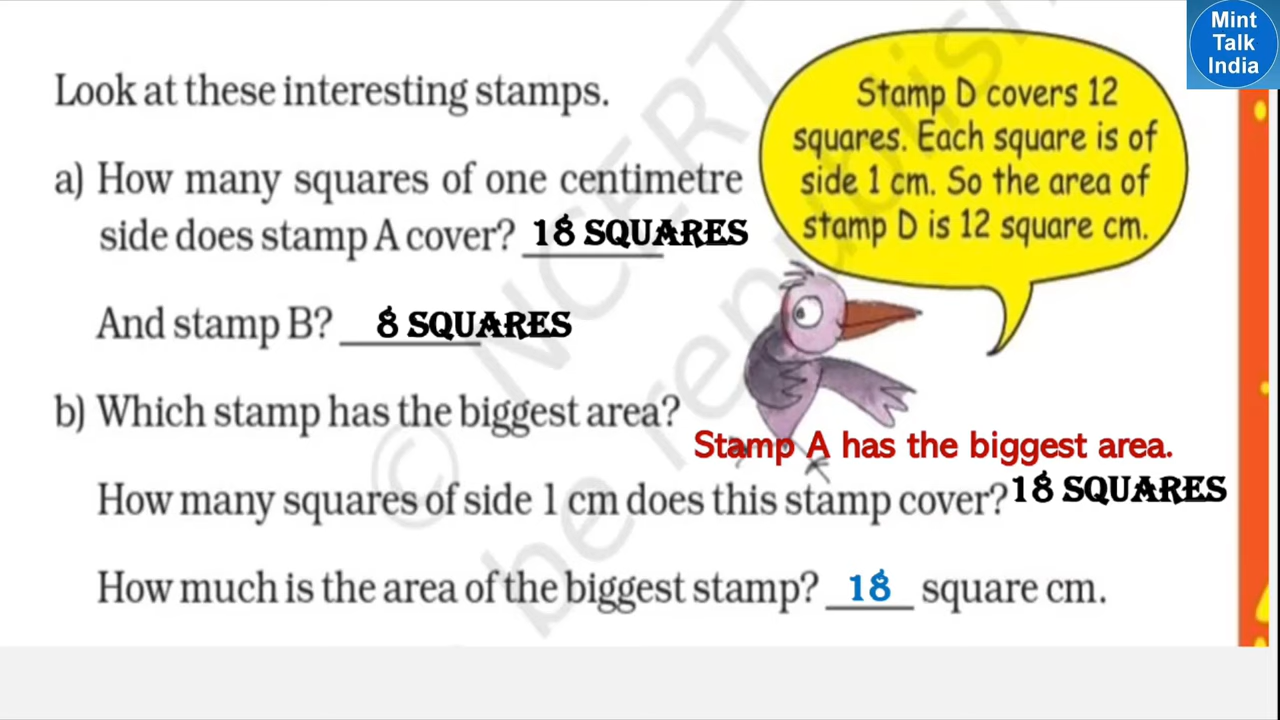 Mint
Talk
India
Look at these interesting stamps.
Stamp D covers 12
squares. Each square is of
side 1 cm. So the area of
stamp D is 12 square cm.
a) How many squares of one centimetre
side does stamp A cover? 18 SQUARES
And stamp B? 8 SQUARES
b) Which stamp has the biggest area?
Stamp A has the biggest area.
How many squares of side 1 cm does this stamp cover? 18 SQUARES
How much is the area of the biggest stamp? 18 square cm.
© NCERT
be republish